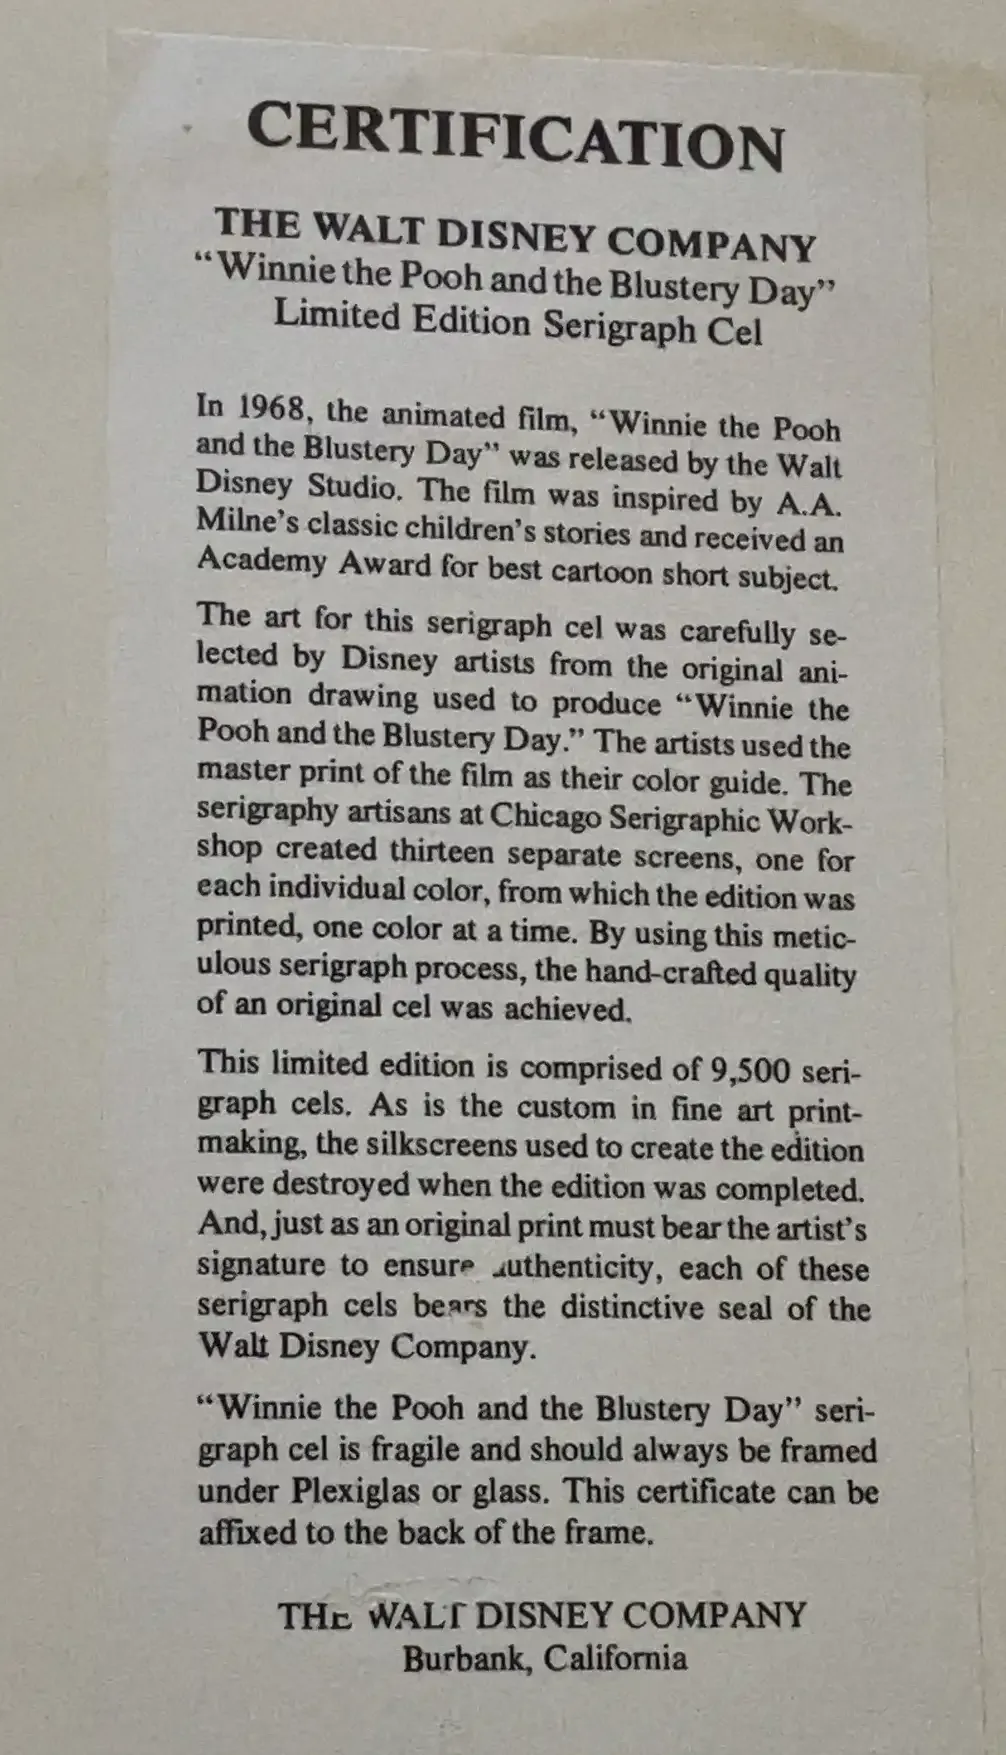 CERTIFICATION
THE WALT DISNEY COMPANY
“Winnie the Pooh and the Blustery Day”
Limited Edition Serigraph Cel
In 1968, the animated film, “Winnie the Pooh
and the Blustery Day” was released by the Walt
Disney Studio. The film was inspired by A.A.
Milne’s classic children’s stories and received an
Academy Award for best cartoon short subject.
The art for this serigraph cel was carefully se-
lected by Disney artists from the original ani-
mation drawing used to produce “Winnie the
Pooh and the Blustery Day.” The artists used the
master print of the film as their color guide. The
serigraphy artisans at Chicago Serigraphic Work-
shop created thirteen separate screens, one for
each individual color, from which the edition was
printed, one color at a time. By using this metic-
ulous serigraph process, the hand-crafted quality
of an original cel was achieved.
This limited edition is comprised of 9,500 seri-
graph cels. As is the custom in fine art print-
making, the silkscreens used to create the edition
were destroyed when the edition was completed.
And, just as an original print must bear the artist’s
signature to ensure authenticity, each of these
serigraph cels bears the distinctive seal of the
Walt Disney Company.
“Winnie the Pooh and the Blustery Day” seri-
graph cel is fragile and should always be framed
under Plexiglas or glass. This certificate can be
affixed to the back of the frame.
THE WALT DISNEY COMPANY
Burbank, California